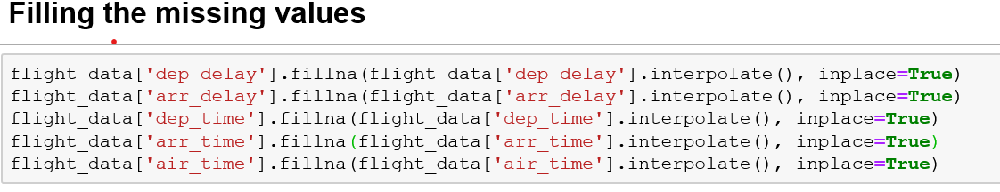 Filling the missing values
flight_data['dep_delay'].fillna(flight_data['dep_delay'].interpolate(), inplace=True)
flight_data['arr_delay'].fillna(flight_data['arr_delay'].interpolate(), inplace=True)
flight_data['dep_time'].fillna(flight_data['dep_time'].interpolate(), inplace=True)
flight_data['arr_time'].fillna(flight_data['arr_time'].interpolate(), inplace=True)
flight_data['air_time'].fillna(flight_data['air_time'].interpolate(), inplace=True)